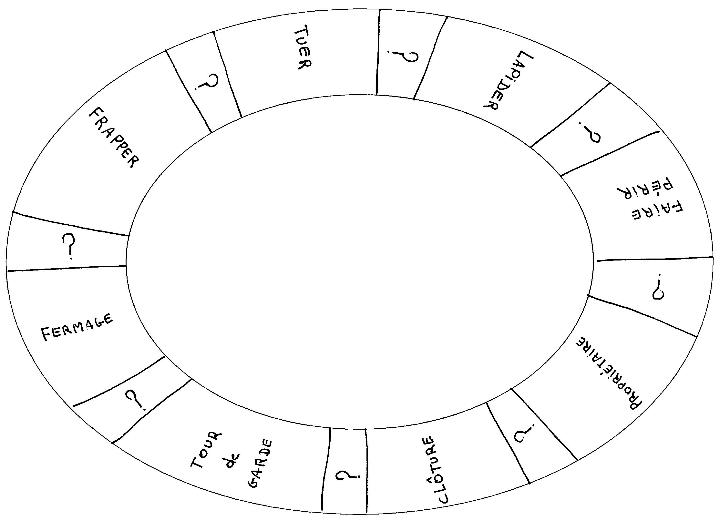 TUER
?
LAPIDER
?
FAIRE
PÉRIR
?
PROPRIÉTAIRE
?
CLÔTURE
?
TOUR
de
GARDE
?
FERMAGE
?
FRAPPER
?